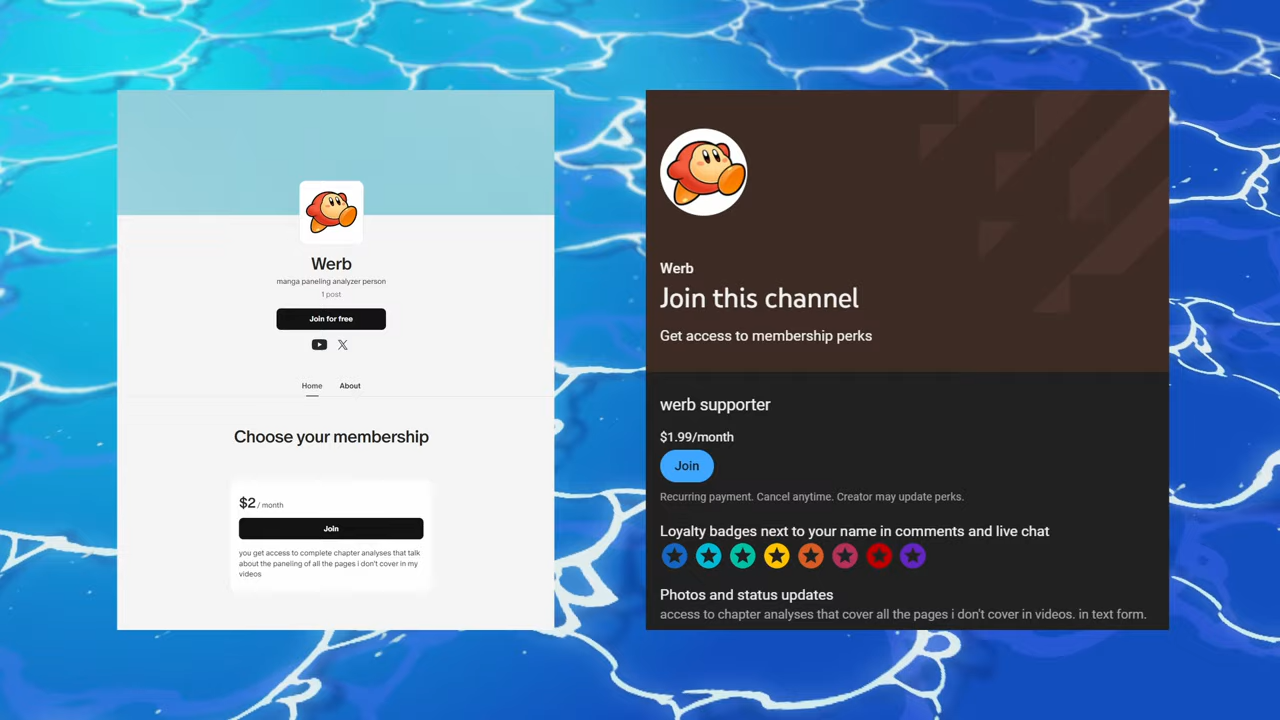 Werb
manga paneling analyzer person
1 post
Join for free
Home About
Choose your membership
$2 / month
Join
you get access to complete chapter analyses that talk
about the paneling of all the pages i don't cover in my
videos
Werb
Join this channel
Get access to membership perks
werb supporter
$1.99/month
Join
Recurring payment. Cancel anytime. Creator may update perks.
Loyalty badges next to your name in comments and live chat
Photos and status updates
access to chapter analyses that cover all the pages i don't cover in videos. in text form.